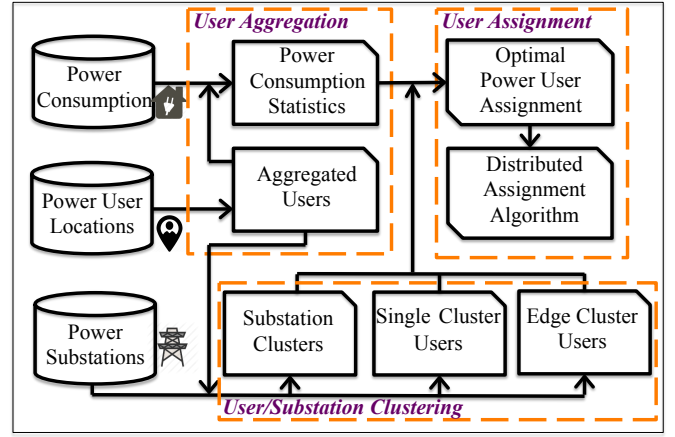 User Aggregation
User Assignment
Power
Consumption
Power
Consumption
Statistics
Optimal
Power User
Assignment
Power User
Locations
Aggregated
Users
Distributed
Assignment
Algorithm
Power
Substations
Substation
Clusters
Single Cluster
Users
Edge Cluster
Users
User/Substation Clustering